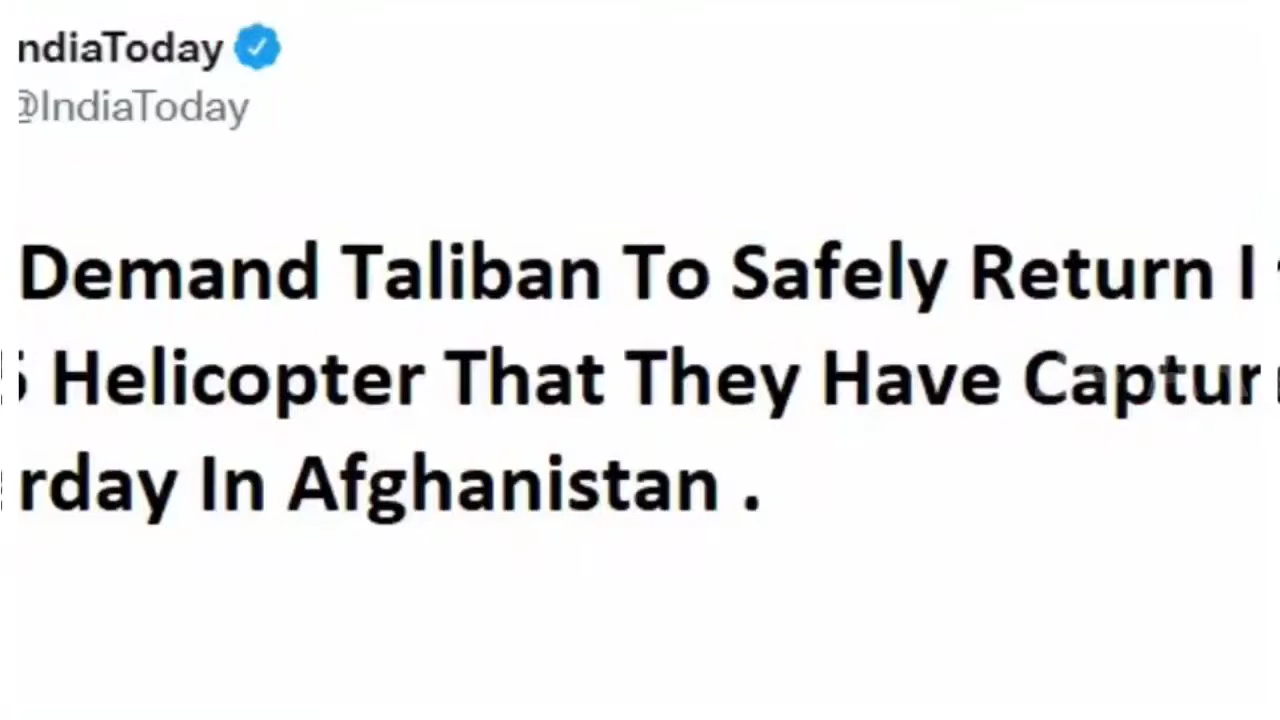 ndiaToday
@IndiaToday
Demand Taliban To Safely Return I
Helicopter That They Have Captur
rday In Afghanistan .